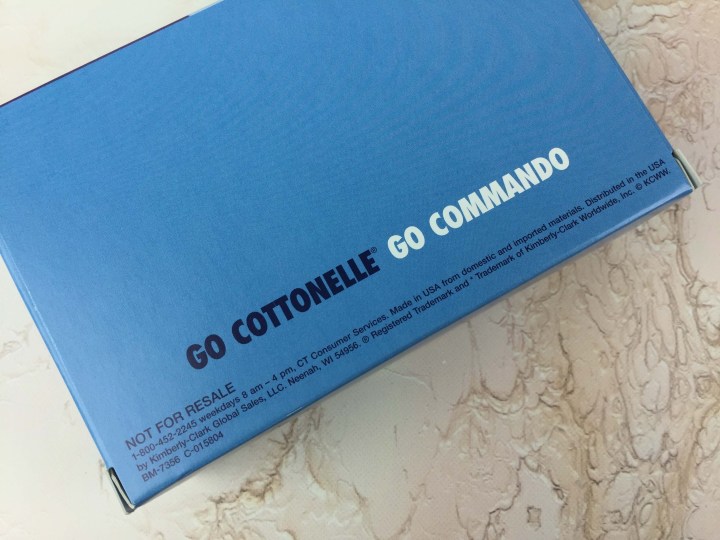 GO COTTONELLE® GO COMMANDO
NOT FOR RESALE
1-800-452-2245 weekdays 8 am – 4 pm, CT Consumer Services. Made in USA from domestic and imported materials. Distributed in the USA
by Kimberly-Clark Global Sales, LLC. Neenah, WI 54956. ® Registered Trademark and * Trademark of Kimberly-Clark Worldwide, Inc. © KCWW.
BM-7356 C-015804